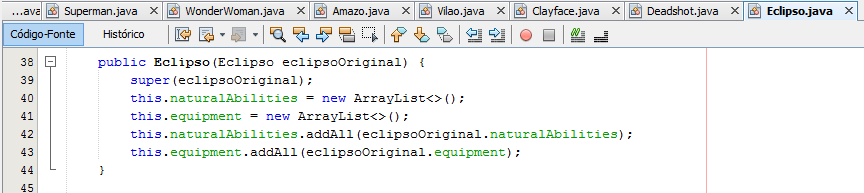 ...ava Superman.java WonderWoman.java Amazo.java Vilao.java Clayface.java Deadshot.java Eclipso.java
Código-Fonte Histórico
38 public Eclipso(Eclipso eclipsoOriginal) {
39 super(eclipsoOriginal);
40 this.naturalAbilities = new ArrayList<>();
41 this.equipment = new ArrayList<>();
42 this.naturalAbilities.addAll(eclipsoOriginal.naturalAbilities);
43 this.equipment.addAll(eclipsoOriginal.equipment);
44 }
45